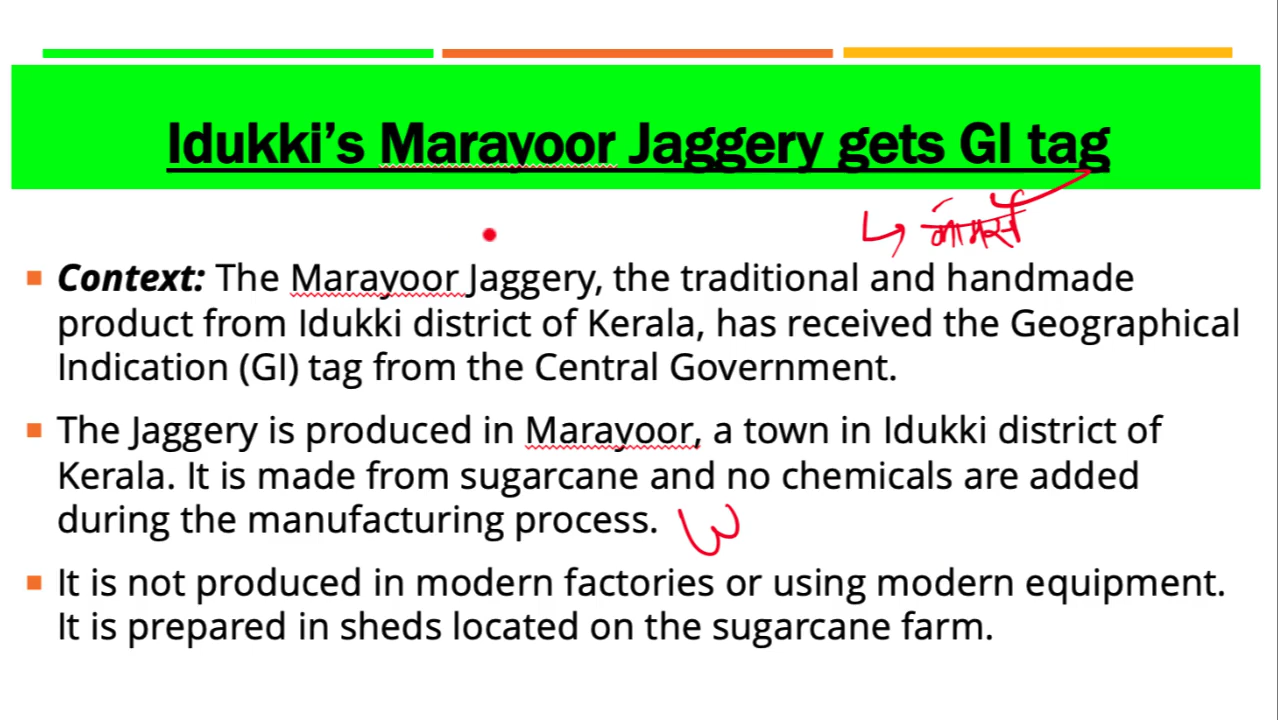 Idukki’s Marayoor Jaggery gets GI tag
Context: The Marayoor Jaggery, the traditional and handmade
product from Idukki district of Kerala, has received the Geographical
Indication (GI) tag from the Central Government.
The Jaggery is produced in Marayoor, a town in Idukki district of
Kerala. It is made from sugarcane and no chemicals are added
during the manufacturing process.
It is not produced in modern factories or using modern equipment.
It is prepared in sheds located on the sugarcane farm.